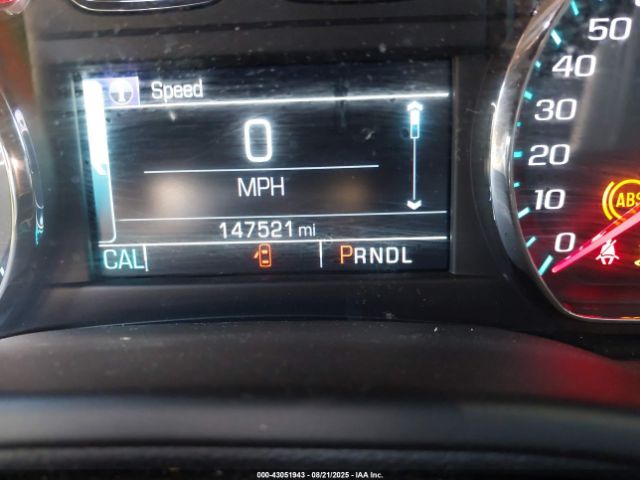 Speed
0
MPH
147521 mi
CAL
PRNDL
50
40
30
20
10
0
ABS
000-43051943 - 08/21/2025 - IAA Inc.